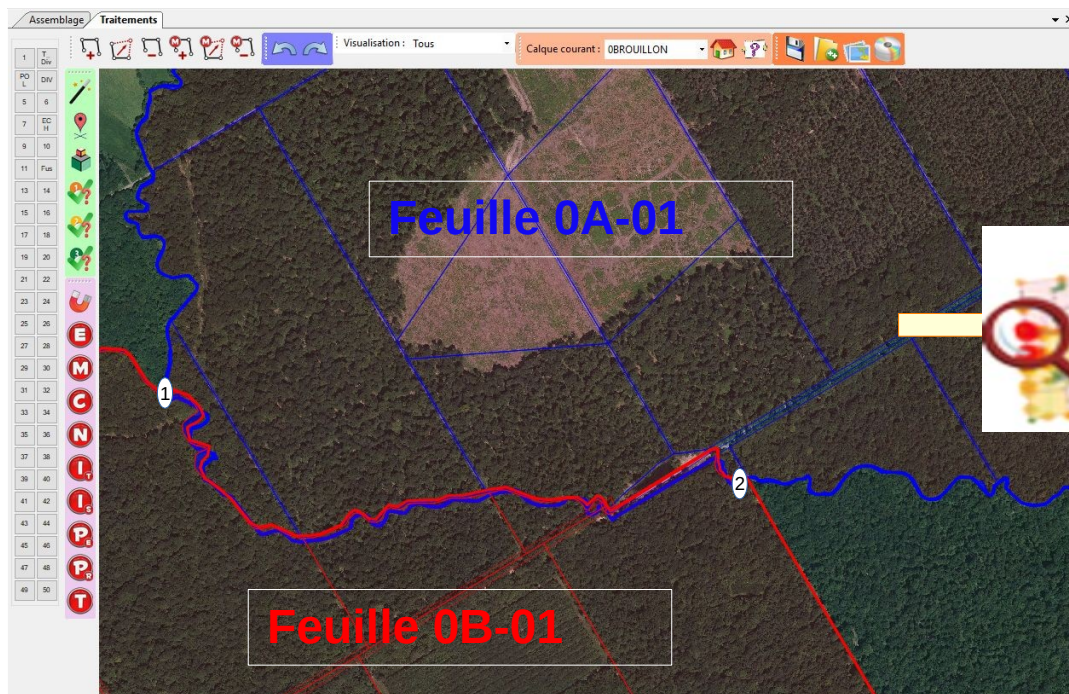 Assemblage Traitements
Visualisation : Tous
Calque courant : 0BROUILLON
1 T_Div
PO L DIV
5 6
7 EC H
9 10
11 Fus
13 14
15 16
17 18
19 20
21 22
23 24
25 26
27 28
29 30
31 32
33 34
35 36
37 38
39 40
41 42
43 44
45 46
47 48
49 50
M M M
E
M
C
N
I T
I S
P E
P R
T
Feuille 0A-01
1
2
Feuille 0B-01